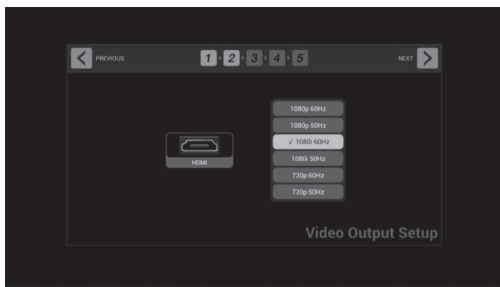 PREVIOUS 1 2 3 4 5 NEXT
1080p 60Hz
1080p 50Hz
√ 1080i 60Hz
1080i 50Hz
720p 60Hz
720p 50Hz
HDMI
Video Output Setup